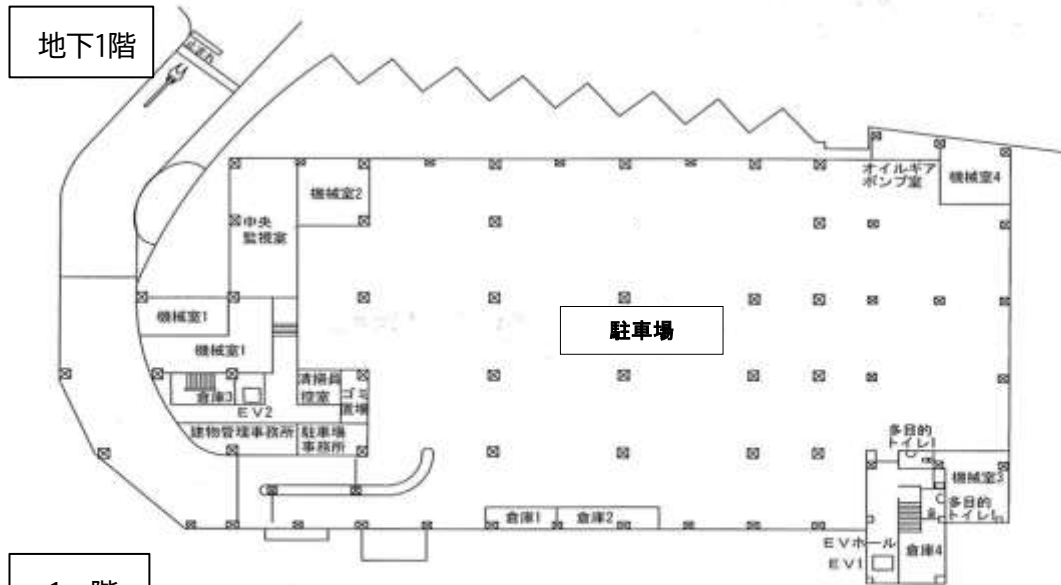 地下1階
機械室2
中央
監視室
オイルギア
ポンプ室
機械室4
機械室1
駐車場
機械室1
清掃員
控室
ゴミ
置場
倉庫3
EV2
建物管理事務所
駐車場
事務所
多目的
トイレ
機械室3
多目的
トイレ
倉庫1
倉庫2
EVホール
EV1
倉庫4